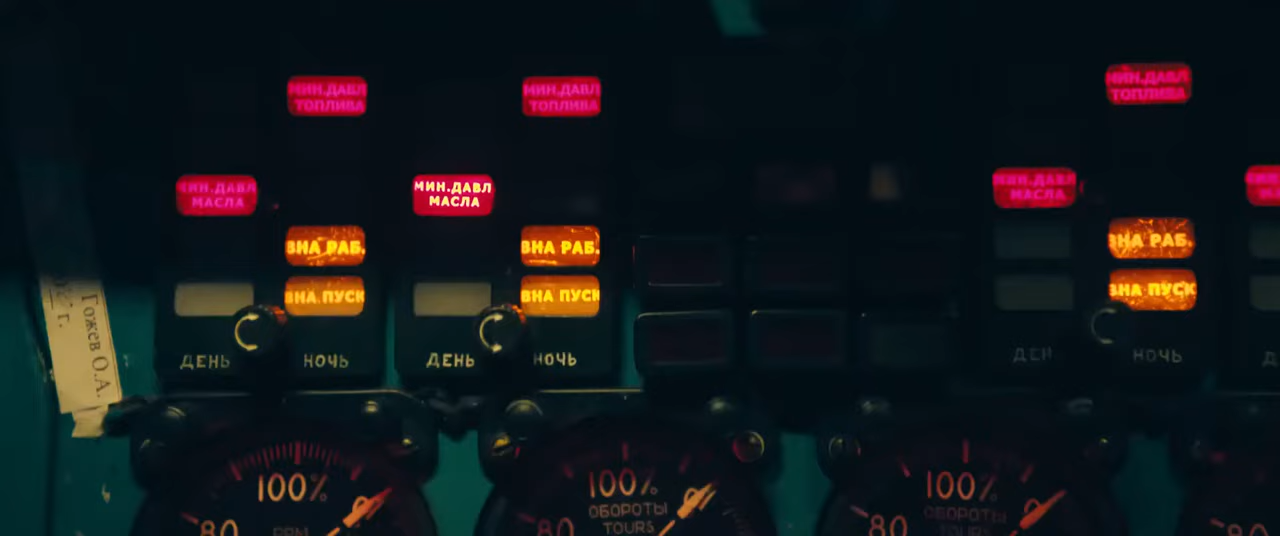 МИН.ДАВЛ
ТОПЛИВА
МИН.ДАВЛ
ТОПЛИВА
МИН.ДАВЛ
ТОПЛИВА
МИН.ДАВЛ
МАСЛА
МИН.ДАВЛ
МАСЛА
МИН.ДАВЛ
МАСЛА
ВНА РАБ.
ВНА РАБ.
ВНА РАБ.
ВНА ПУСК
ВНА ПУСК
ВНА ПУСК
ДЕНЬ
НОЧЬ
ДЕНЬ
НОЧЬ
НОЧЬ
Гожев О.А.
г.
100%
80
100%
ОБОРОТЫ
TOURS
80
100%
ОБОРОТЫ
TOURS
80
80